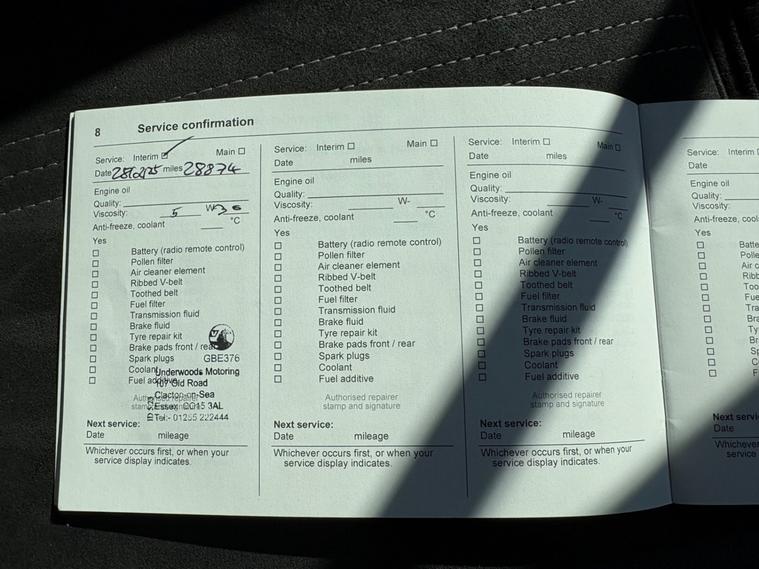 8 Service confirmation
Service: Interim ☑ Main ☐
Date 28/2/25 miles 28874
Engine oil
Quality:
Viscosity: 5 W-30
Anti-freeze, coolant °C
Yes
☐ Battery (radio remote control)
☐ Pollen filter
☐ Air cleaner element
☐ Ribbed V-belt
☐ Toothed belt
☐ Fuel filter
☐ Transmission fluid
☐ Brake fluid
☐ Tyre repair kit
☐ Brake pads front / rear
☐ Spark plugs
☐ Coolant
☐ Fuel additive
GBE376
Underwoods Motoring
107 Old Road
Clacton-on-Sea
Essex CO15 3AL
Tel:- 01255 222444
Next service:
Date mileage
Whichever occurs first, or when your
service display indicates.
Service: Interim ☐ Main ☐
Date miles
Engine oil
Quality:
Viscosity: W-
Anti-freeze, coolant °C
Yes
☐ Battery (radio remote control)
☐ Pollen filter
☐ Air cleaner element
☐ Ribbed V-belt
☐ Toothed belt
☐ Fuel filter
☐ Transmission fluid
☐ Brake fluid
☐ Tyre repair kit
☐ Brake pads front / rear
☐ Spark plugs
☐ Coolant
☐ Fuel additive
Authorised repairer
stamp and signature
Next service:
Date mileage
Whichever occurs first, or when your
service display indicates.
Service: Interim ☐ Main ☐
Date miles
Engine oil
Quality:
Viscosity: W-
Anti-freeze, coolant °C
Yes
☐ Battery (radio remote control)
☐ Pollen filter
☐ Air cleaner element
☐ Ribbed V-belt
☐ Toothed belt
☐ Fuel filter
☐ Transmission fluid
☐ Brake fluid
☐ Tyre repair kit
☐ Brake pads front / rear
☐ Spark plugs
☐ Coolant
☐ Fuel additive
Authorised repairer
stamp and signature
Next service:
Date mileage
Whichever occurs first, or when your
service display indicates.
Service: Interim
Date
Engine oil
Quality:
Viscosity:
Anti-freeze, cool
Yes
Next servi
Date
Whichever
service